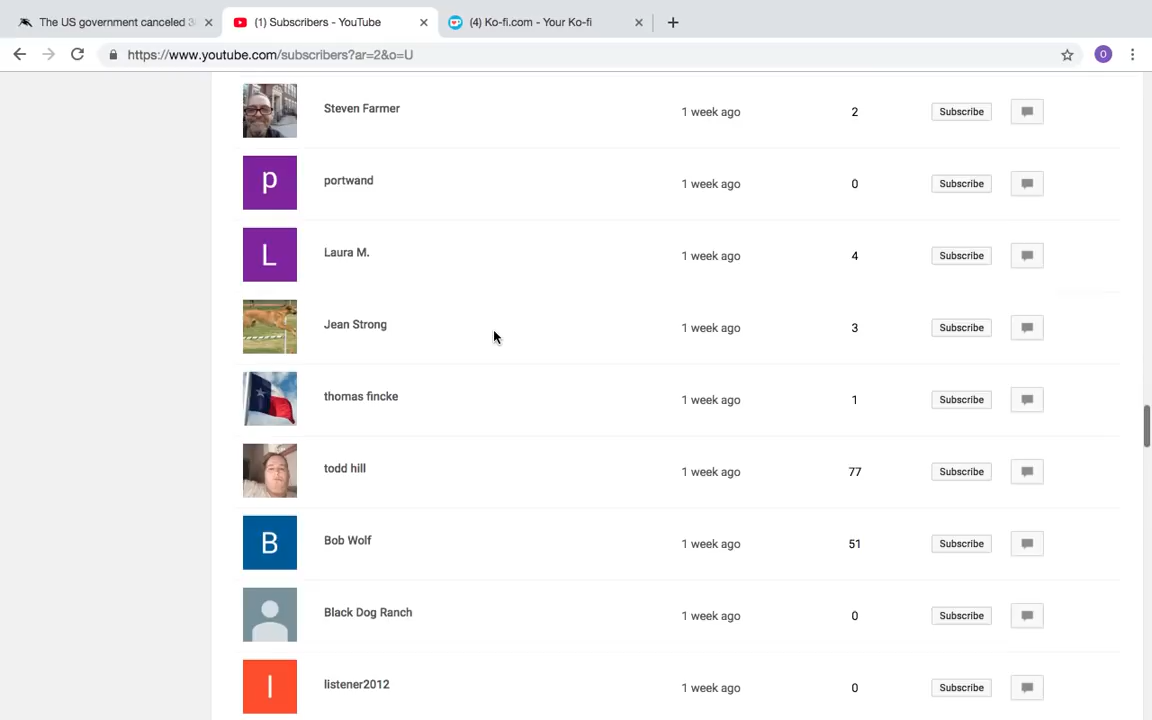 The US government canceled 3
(1) Subscribers - YouTube
(4) Ko-fi.com - Your Ko-fi
https://www.youtube.com/subscribers?ar=2&o=U
O
Steven Farmer 1 week ago 2 Subscribe
p portwand 1 week ago 0 Subscribe
L Laura M. 1 week ago 4 Subscribe
Jean Strong 1 week ago 3 Subscribe
thomas fincke 1 week ago 1 Subscribe
todd hill 1 week ago 77 Subscribe
B Bob Wolf 1 week ago 51 Subscribe
Black Dog Ranch 1 week ago 0 Subscribe
l listener2012 1 week ago 0 Subscribe